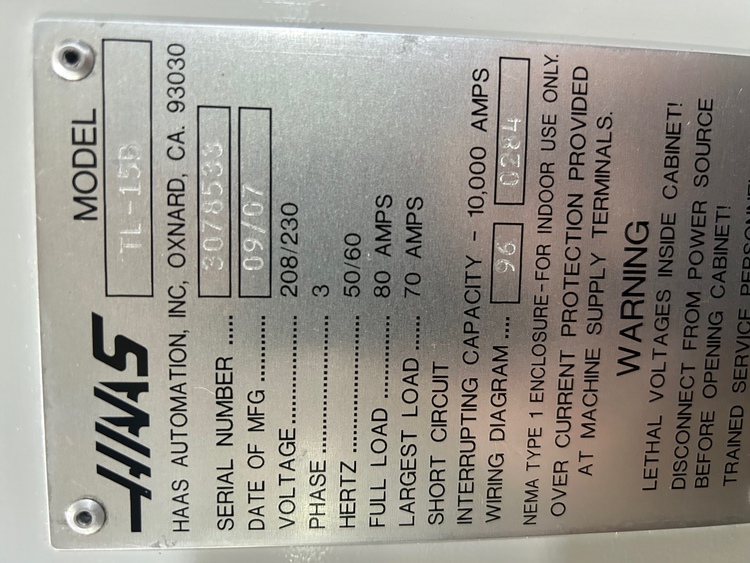 HAAS
MODEL TL-15B
HAAS AUTOMATION, INC, OXNARD, CA. 93030
SERIAL NUMBER ..... 3078533
DATE OF MFG .......... 09/07
VOLTAGE .................. 208/230
PHASE ..................... 3
HERTZ ..................... 50/60
FULL LOAD ............. 80 AMPS
LARGEST LOAD ..... 70 AMPS
SHORT CIRCUIT
INTERRUPTING CAPACITY - 10,000 AMPS
WIRING DIAGRAM .... 96 0284
NEMA TYPE 1 ENCLOSURE-FOR INDOOR USE ONLY.
OVER CURRENT PROTECTION PROVIDED
AT MACHINE SUPPLY TERMINALS.
WARNING
LETHAL VOLTAGES INSIDE CABINET!
DISCONNECT FROM POWER SOURCE
BEFORE OPENING CABINET!
TRAINED SERVICE